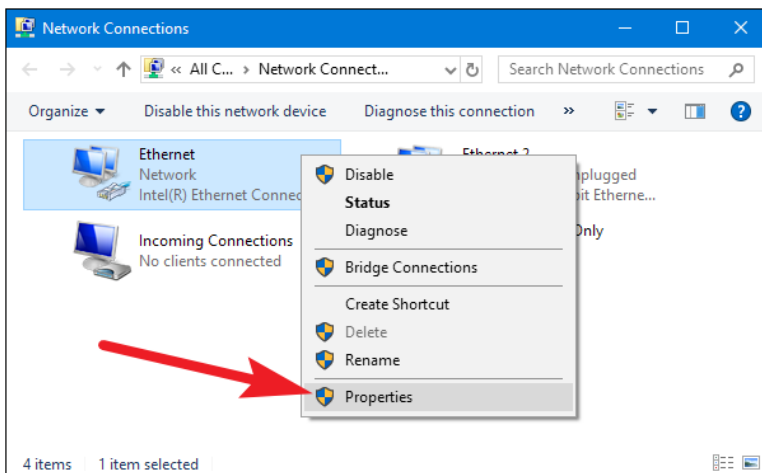 Network Connections
« All C... › Network Connect...
Search Network Connections
Organize
Disable this network device
Diagnose this connection
»
Ethernet
Network
Intel(R) Ethernet Connec
Incoming Connections
No clients connected
Ethernet 2
bit Etherne...
Only
Disable
Status
Diagnose
Bridge Connections
Create Shortcut
Delete
Rename
Properties
4 items
1 item selected